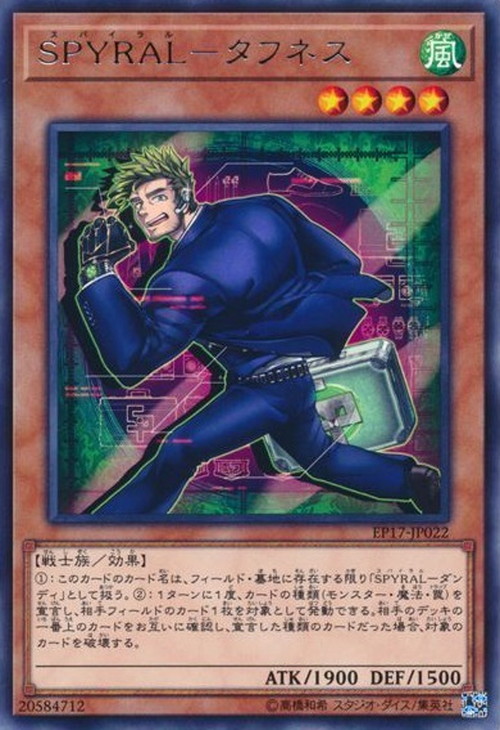 スパイラル
SPYRAL－タフネス
風
EP17-JP022
【戦士族／効果】
①：このカードのカード名は、フィールド・墓地に存在する限り「SPYRAL－ダン
ディ」として扱う。②：１ターンに１度、カードの種類（モンスター・魔法・罠）を
宣言し、相手フィールドのカード１枚を対象として発動できる。相手のデッキの
一番上のカードをお互いに確認し、宣言した種類のカードだった場合、対象の
カードを破壊する。
ATK/1900 DEF/1500
20584712
©高橋和希 スタジオ・ダイス/集英社